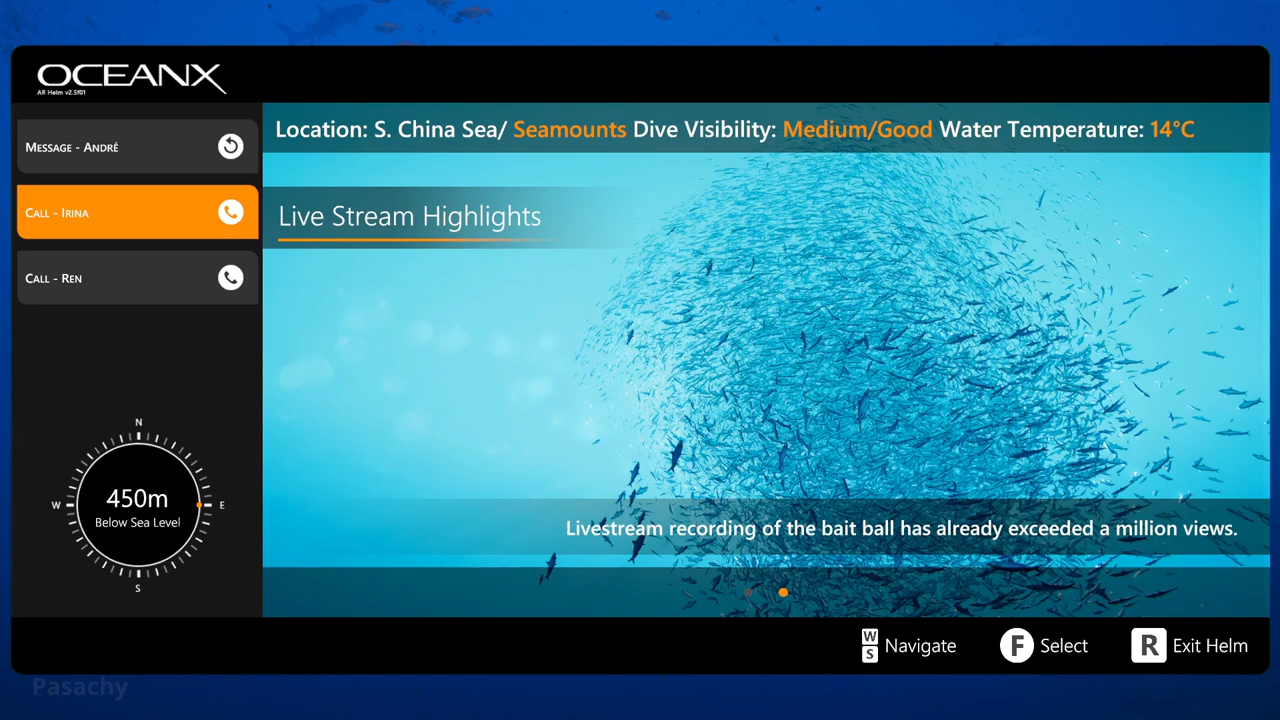 OCEANX
AR Helm v2.5f01
Location: S. China Sea/ Seamounts Dive Visibility: Medium/Good Water Temperature: 14°C
Message - André
Call - Irina
Call - Ren
Live Stream Highlights
N
W
E
S
450m
Below Sea Level
Livestream recording of the bait ball has already exceeded a million views.
W
S
Navigate
F Select
R Exit Helm
Pasachy